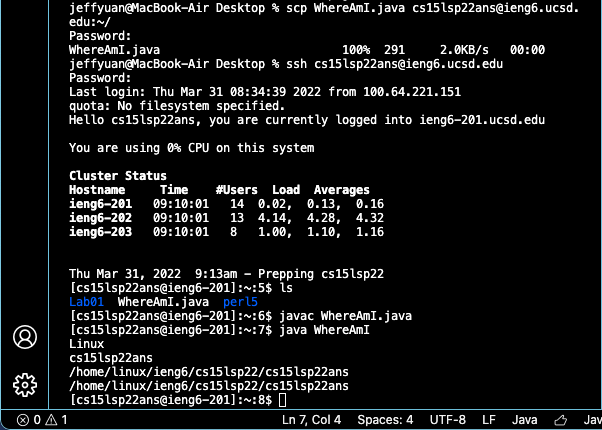 jeffyuan@MacBook-Air Desktop % scp WhereAmI.java cs15lsp22ans@ieng6.ucsd.
edu:~/
Password:
WhereAmI.java 100% 291 2.0KB/s 00:00
jeffyuan@MacBook-Air Desktop % ssh cs15lsp22ans@ieng6.ucsd.edu
Password:
Last login: Thu Mar 31 08:34:39 2022 from 100.64.221.151
quota: No filesystem specified.
Hello cs15lsp22ans, you are currently logged into ieng6-201.ucsd.edu
You are using 0% CPU on this system
Cluster Status
Hostname Time #Users Load Averages
ieng6-201 09:10:01 14 0.02, 0.13, 0.16
ieng6-202 09:10:01 13 4.14, 4.28, 4.32
ieng6-203 09:10:01 8 1.00, 1.10, 1.16
Thu Mar 31, 2022 9:13am - Prepping cs15lsp22
[cs15lsp22ans@ieng6-201]:~:5$ ls
Lab01 WhereAmI.java perl5
[cs15lsp22ans@ieng6-201]:~:6$ javac WhereAmI.java
[cs15lsp22ans@ieng6-201]:~:7$ java WhereAmI
Linux
cs15lsp22ans
/home/linux/ieng6/cs15lsp22/cs15lsp22ans
/home/linux/ieng6/cs15lsp22/cs15lsp22ans
[cs15lsp22ans@ieng6-201]:~:8$
0 1 Ln 7, Col 4 Spaces: 4 UTF-8 LF Java Jav